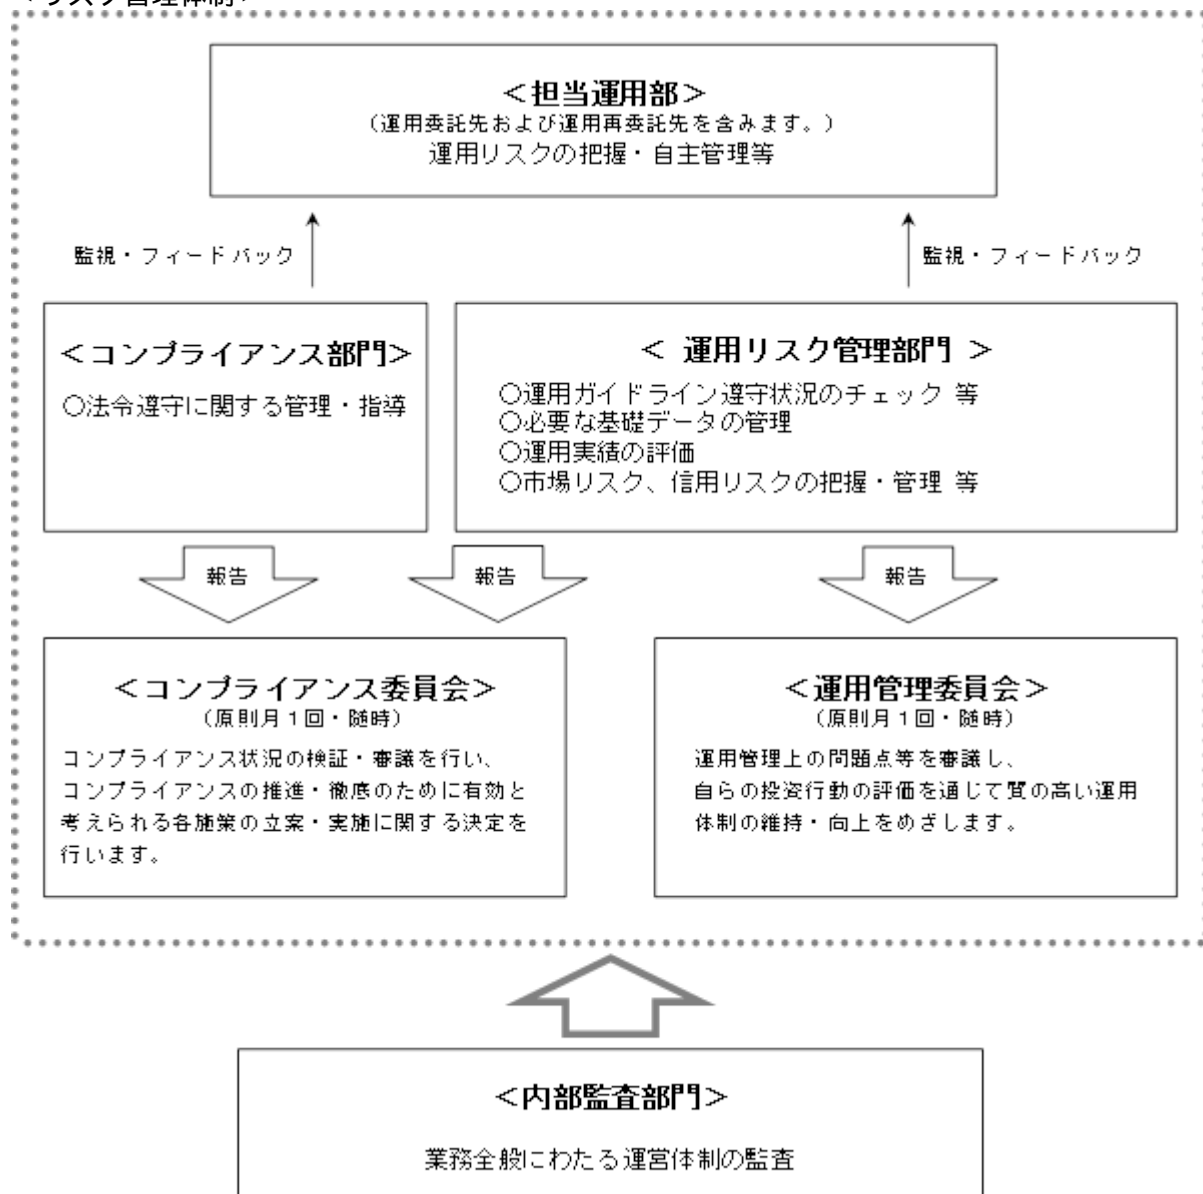 ＜リスク管理体制＞
＜担当運用部＞
（運用委託先および運用再委託先を含みます。）
運用リスクの把握・自主管理等
監視・フィードバック
監視・フィードバック
＜コンプライアンス部門＞
○法令遵守に関する管理・指導
＜ 運用リスク管理部門 ＞
○運用ガイドライン遵守状況のチェック 等
○必要な基礎データの管理
○運用実績の評価
○市場リスク、信用リスクの把握・管理 等
報告
報告
報告
＜コンプライアンス委員会＞
（原則月１回・随時）
コンプライアンス状況の検証・審議を行い、
コンプライアンスの推進・徹底のために有効と
考えられる各施策の立案・実施に関する決定を
行います。
＜運用管理委員会＞
（原則月１回・随時）
運用管理上の問題点等を審議し、
自らの投資行動の評価を通じて質の高い運用
体制の維持・向上をめざします。
＜内部監査部門＞
業務全般にわたる運営体制の監査